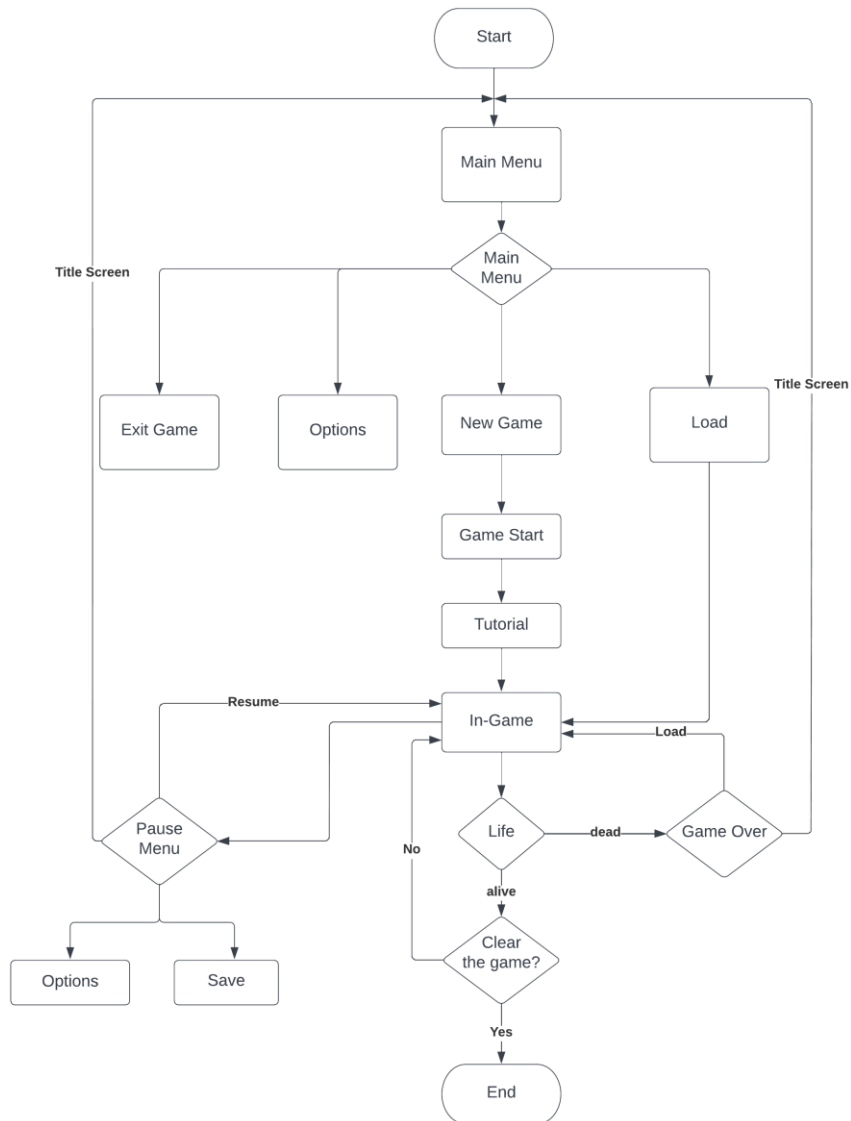 Start
Main Menu
Main
Menu
Title Screen
Title Screen
Exit Game
Options
New Game
Load
Game Start
Tutorial
Resume
In-Game
Load
Pause
Menu
Life
dead
Game Over
No
alive
Clear
the game?
Options
Save
Yes
End